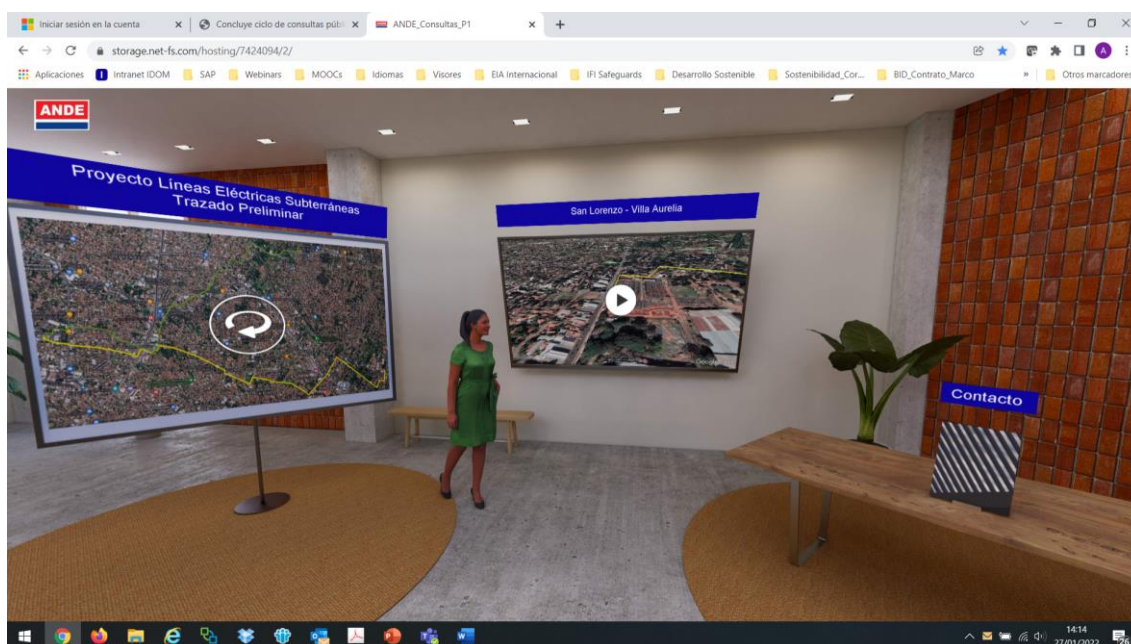 Iniciar sesión en la cuenta
Concluye ciclo de consultas públi
ANDE_Consultas_P1
storage.net-fs.com/hosting/7424094/2/
A
Aplicaciones
Intranet IDOM
SAP
Webinars
MOOCs
Idiomas
Visores
EIA Internacional
IFI Safeguards
Desarrollo Sostenible
Sostenibilidad_Cor...
BID_Contrato_Marco
»
Otros marcadores
ANDE
Proyecto Líneas Eléctricas Subterráneas
Trazado Preliminar
San Lorenzo - Villa Aurelia
Contacto
14:14
27/01/2022